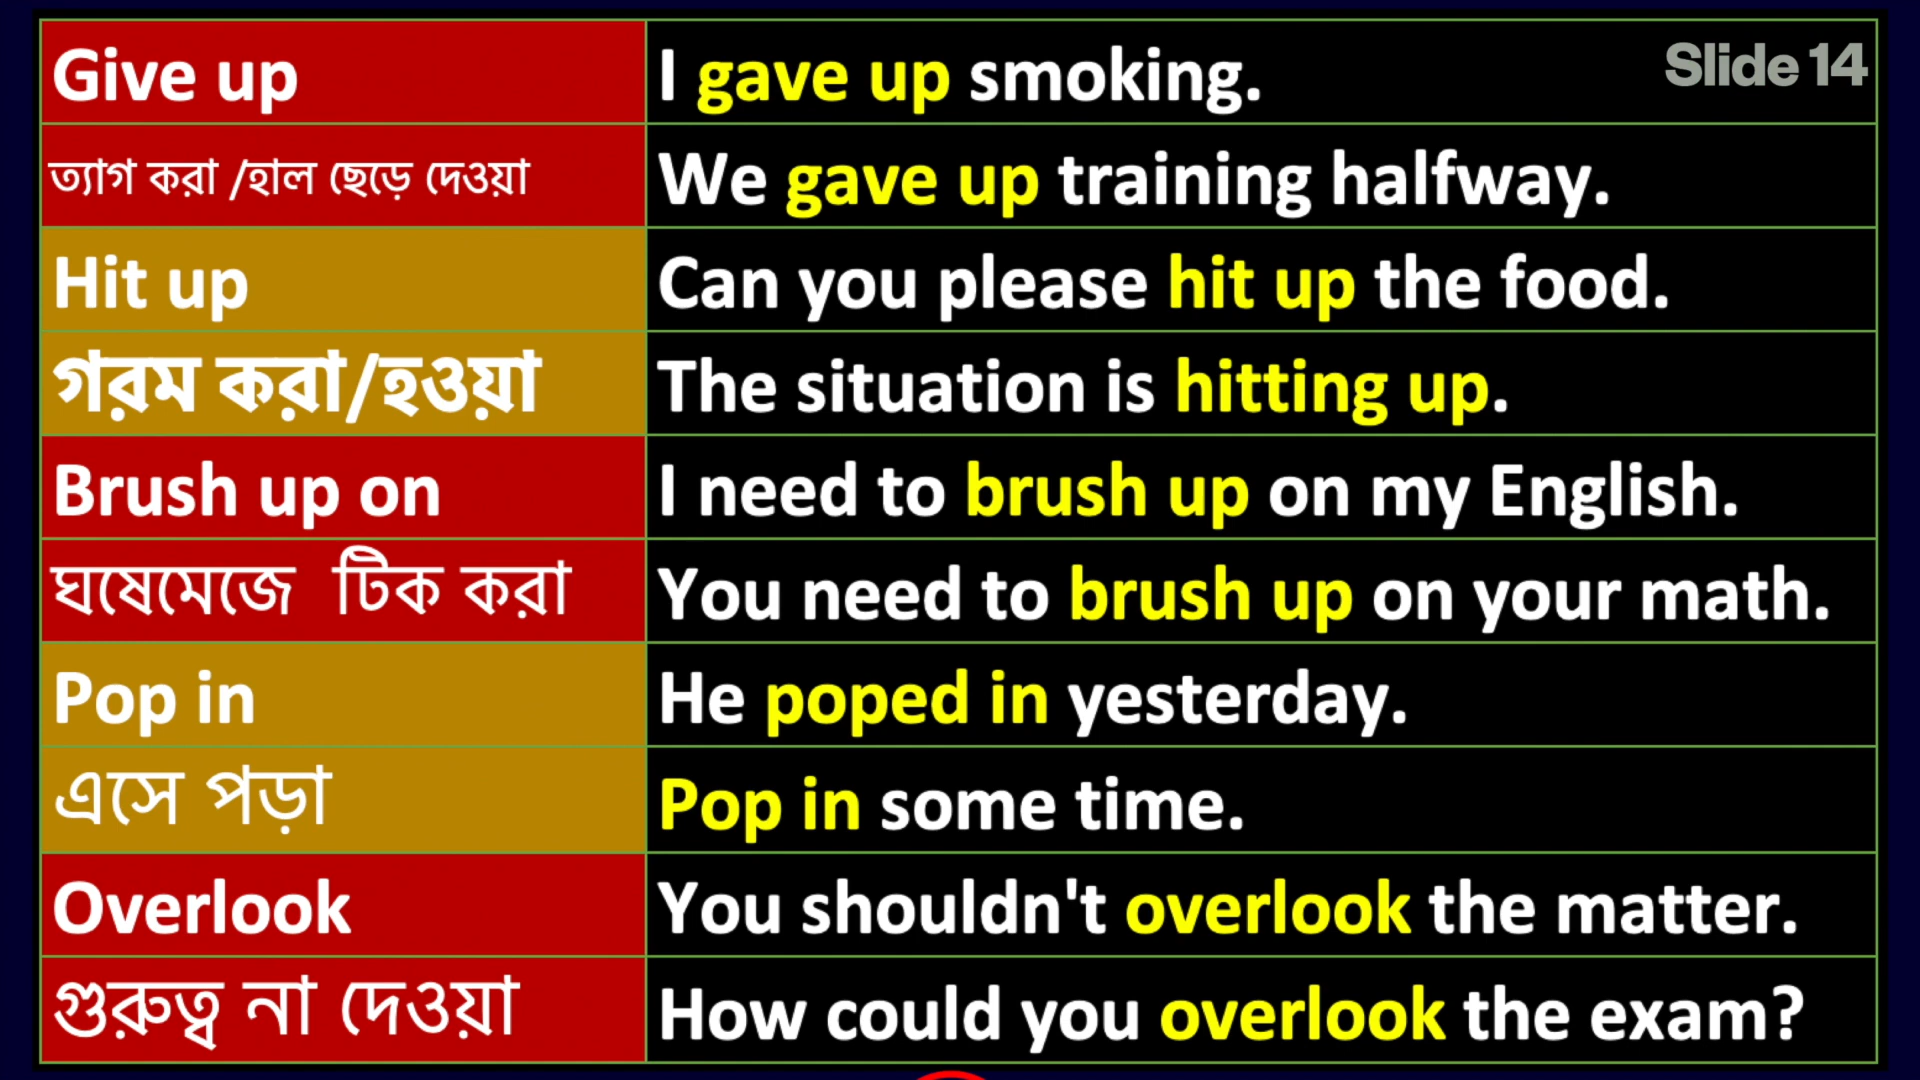 Give up
I gave up smoking.
Slide 14
ত্যাগ করা /হাল ছেড়ে দেওয়া
We gave up training halfway.
Hit up
Can you please hit up the food.
গরম করা/হওয়া
The situation is hitting up.
Brush up on
I need to brush up on my English.
ঘষেমেজে টিক করা
You need to brush up on your math.
Pop in
He poped in yesterday.
এসে পড়া
Pop in some time.
Overlook
You shouldn't overlook the matter.
গুরুত্ব না দেওয়া
How could you overlook the exam?